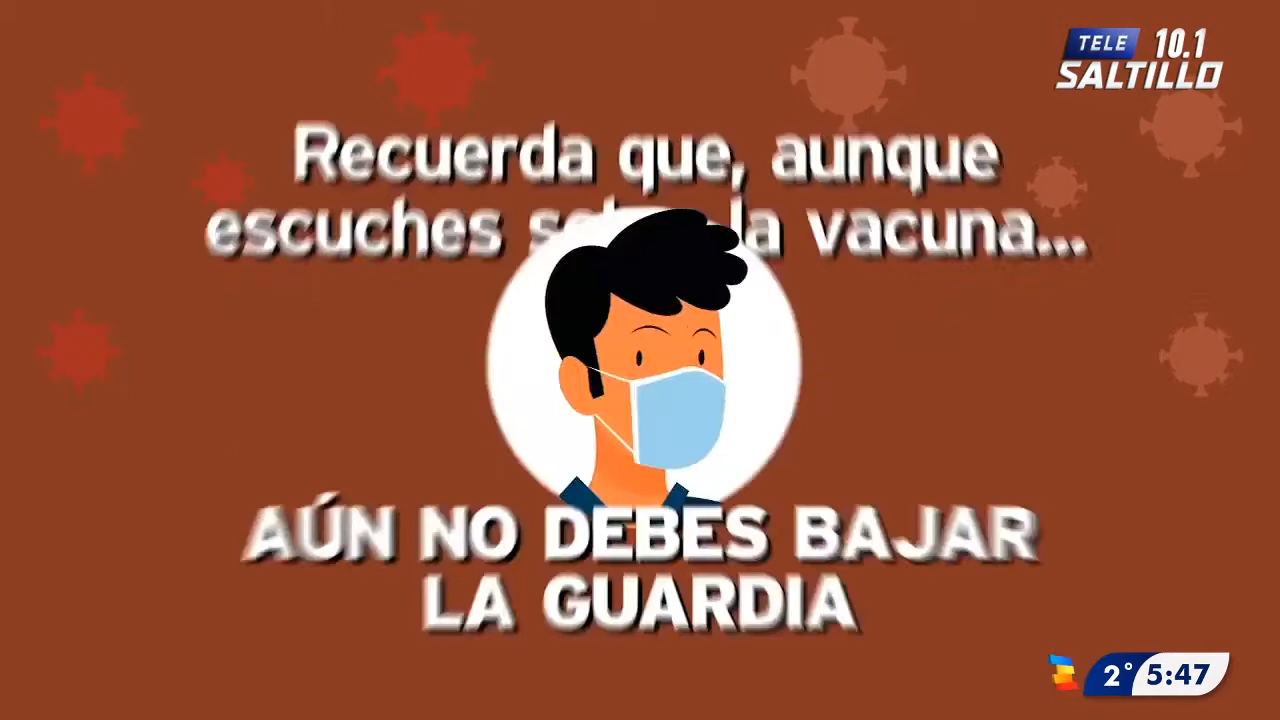 TELE 10.1
SALTILLO
Recuerda que, aunque
escuches la vacuna...
AÚN NO DEBES BAJAR
LA GUARDIA
2° 5:47